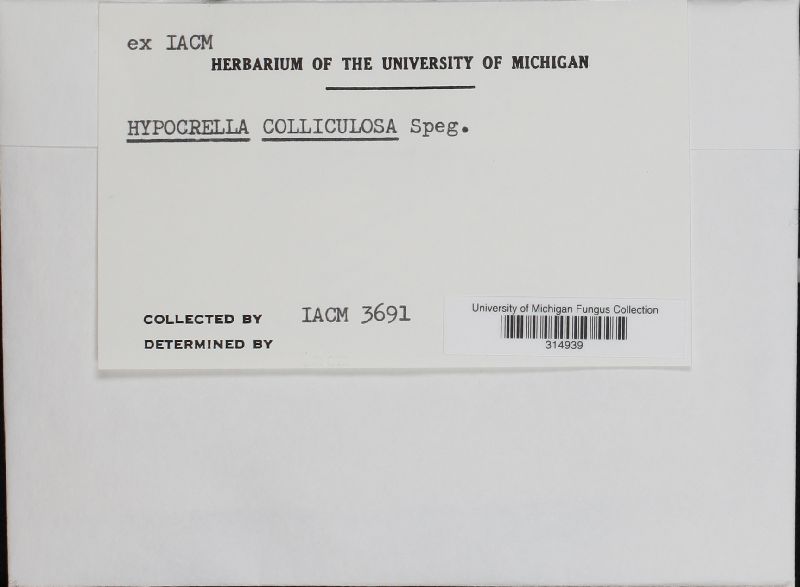 ex IACM
HERBARIUM OF THE UNIVERSITY OF MICHIGAN
HYPOCRELLA COLLICULOSA Speg.
COLLECTED BY IACM 3691
DETERMINED BY
University of Michigan Fungus Collection
314939